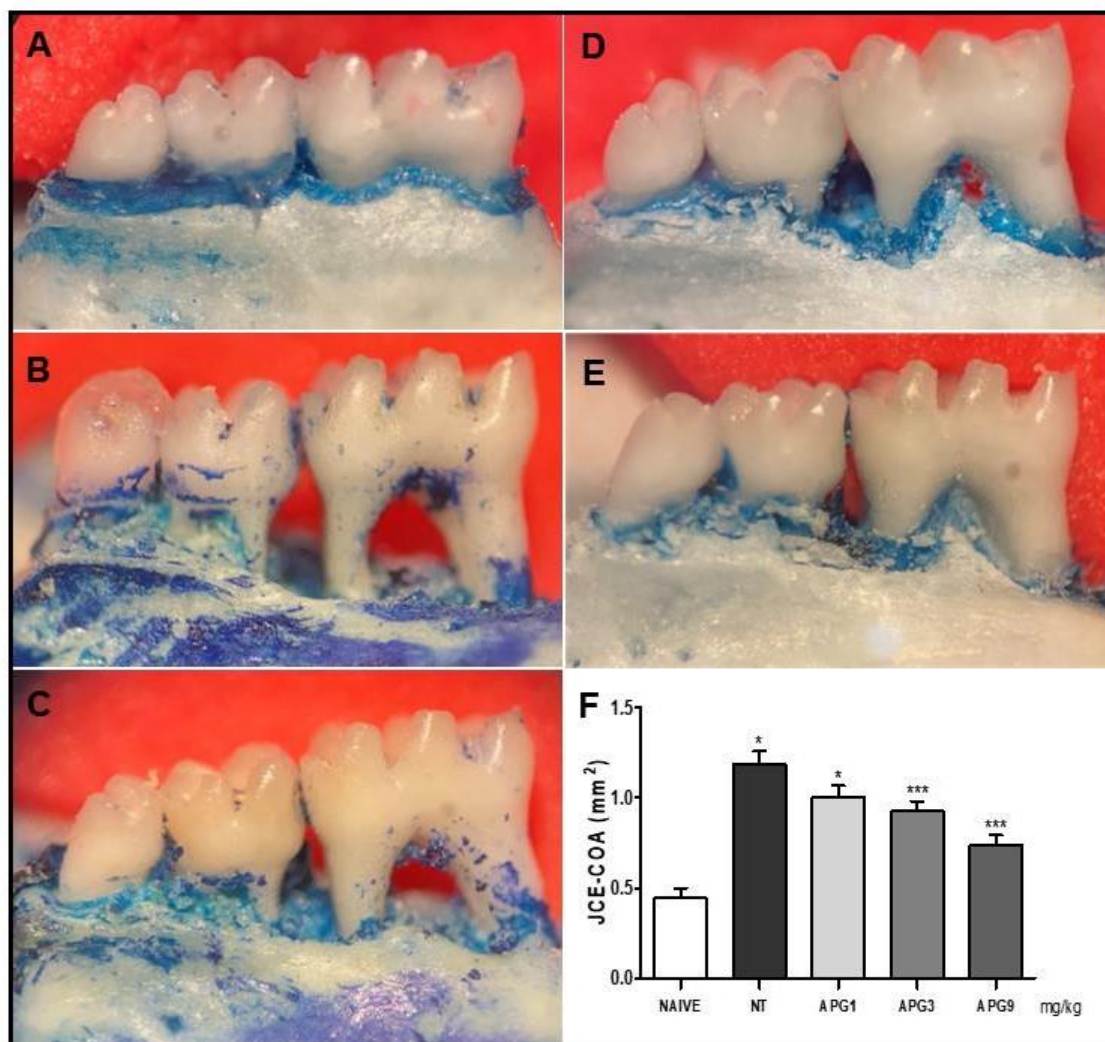 A
D
B
E
C
F
JCE-COA (mm²)
1.5
1.0
0.5
0.0
*
*
***
***
NAIVE NT APG1 APG3 APG9 mg/kg